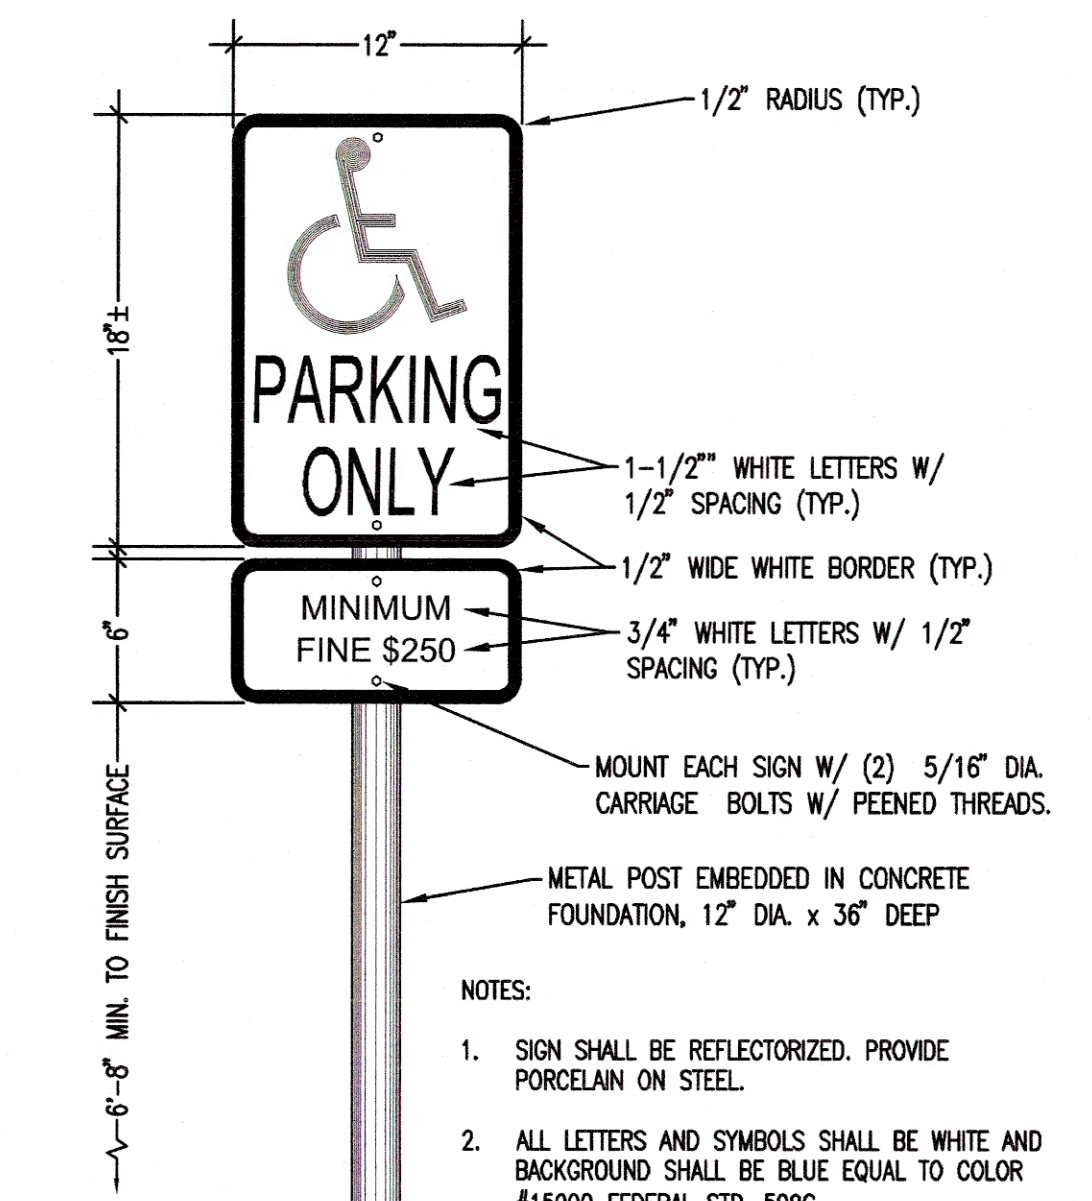 12"
1/2" RADIUS (TYP.)
18"±
PARKING
ONLY
1-1/2"" WHITE LETTERS W/
1/2" SPACING (TYP.)
1/2" WIDE WHITE BORDER (TYP.)
6"
MINIMUM
FINE $250
3/4" WHITE LETTERS W/ 1/2"
SPACING (TYP.)
MOUNT EACH SIGN W/ (2) 5/16" DIA.
CARRIAGE BOLTS W/ PEENED THREADS.
6'-8" MIN. TO FINISH SURFACE
METAL POST EMBEDDED IN CONCRETE
FOUNDATION, 12" DIA. x 36" DEEP
NOTES:
1. SIGN SHALL BE REFLECTORIZED. PROVIDE
PORCELAIN ON STEEL.
2. ALL LETTERS AND SYMBOLS SHALL BE WHITE AND
BACKGROUND SHALL BE BLUE EQUAL TO COLOR
FEDERAL STD.